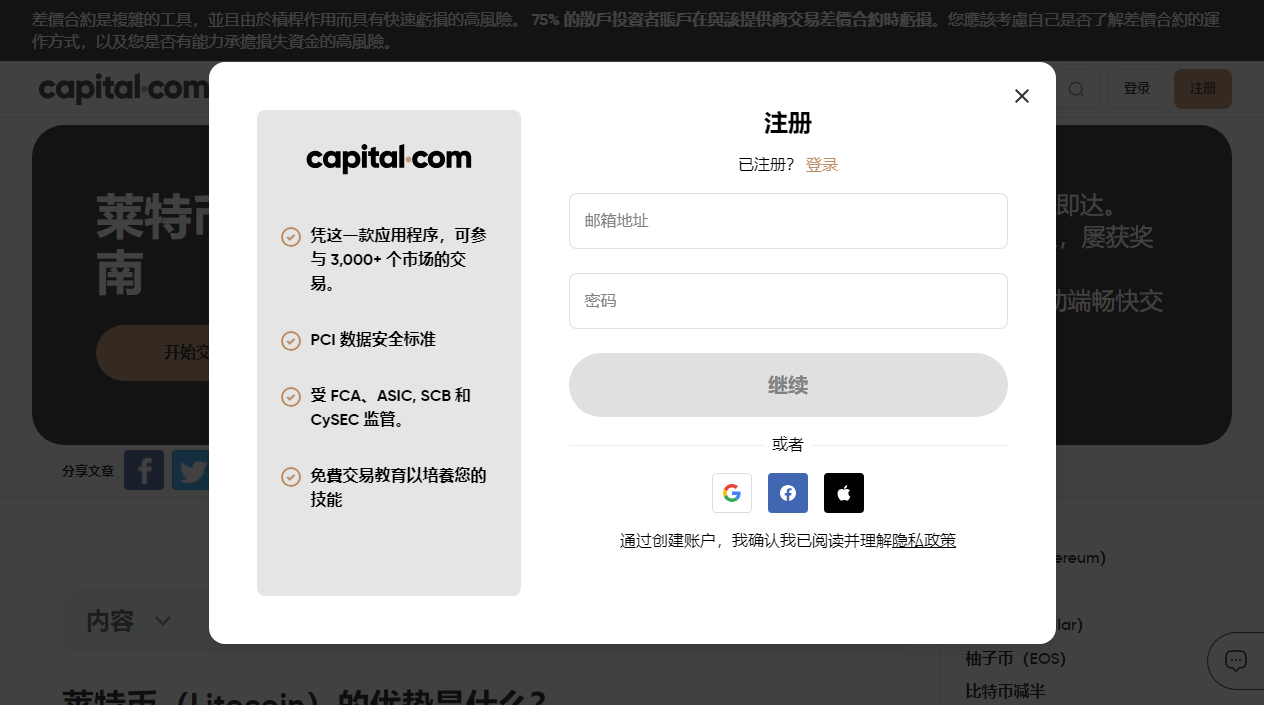 差價合約是複雜的工具，並且由於槓桿作用而具有快速虧損的高風險。 75% 的散戶投資者賬戶在與該提供商交易差價合約時虧損。您應該考慮自己是否了解差價合約的運
作方式，以及您是否有能力承擔損失資金的高風險。
capital.com
登录
注册
莱特币
南
开始交
即达。
，屡获奖
动端畅快交
分享文章
capital.com
凭这一款应用程序，可参
与 3,000+ 个市场的交
易。
PCI 数据安全标准
受 FCA、ASIC, SCB 和
CySEC 监管。
免費交易教育以培養您的
技能
注册
已注册？ 登录
邮箱地址
密码
继续
或者
通过创建账户，我确认我已阅读并理解隐私政策
内容
莱特币（Litecoin）的优势是什么？
ereum)
lar)
柚子币（EOS)
比特币减半